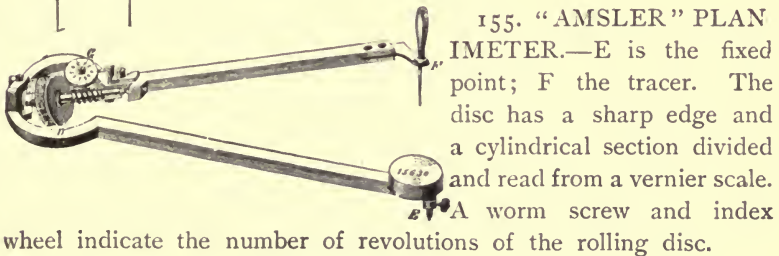 155. “AMSLER” PLAN
IMETER.—E is the fixed
point; F the tracer. The
disc has a sharp edge and
a cylindrical section divided
and read from a vernier scale.
A worm screw and index
wheel indicate the number of revolutions of the rolling disc.
G
F
15630
E